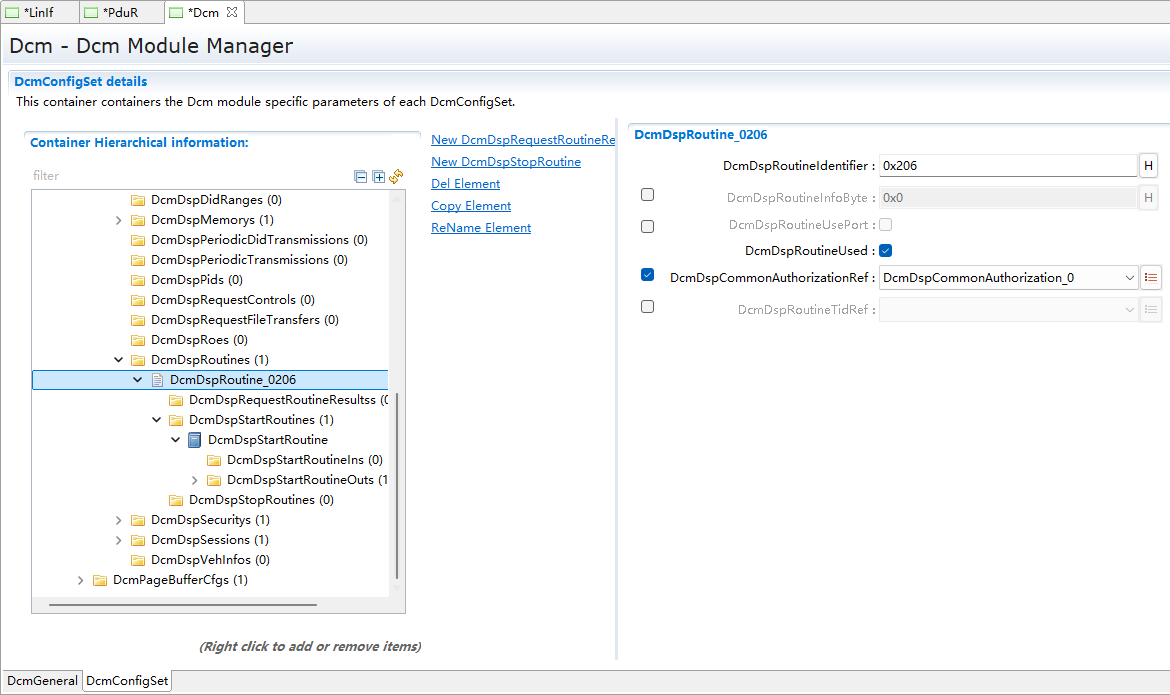 *LinIf
*PduR
*Dcm
Dcm - Dcm Module Manager
DcmConfigSet details
This container containers the Dcm module specific parameters of each DcmConfigSet.
Container Hierarchical information:
filter
DcmDspDidRanges (0)
DcmDspMemorys (1)
DcmDspPeriodicDidTransmissions (0)
DcmDspPeriodicTransmissions (0)
DcmDspPids (0)
DcmDspRequestControls (0)
DcmDspRequestFileTransfers (0)
DcmDspRoes (0)
DcmDspRoutines (1)
DcmDspRoutine_0206
DcmDspRequestRoutineResultss (0
DcmDspStartRoutines (1)
DcmDspStartRoutine
DcmDspStartRoutineIns (0)
DcmDspStartRoutineOuts (1
DcmDspStopRoutines (0)
DcmDspSecuritys (1)
DcmDspSessions (1)
DcmDspVehInfos (0)
DcmPageBufferCfgs (1)
(Right click to add or remove items)
New DcmDspRequestRoutineRe
New DcmDspStopRoutine
Del Element
Copy Element
ReName Element
DcmDspRoutine_0206
DcmDspRoutineIdentifier : 0x206 H
DcmDspRoutineInfoByte : 0x0 H
DcmDspRoutineUsePort :
DcmDspRoutineUsed :
DcmDspCommonAuthorizationRef : DcmDspCommonAuthorization_0
DcmDspRoutineTidRef :
DcmGeneral DcmConfigSet